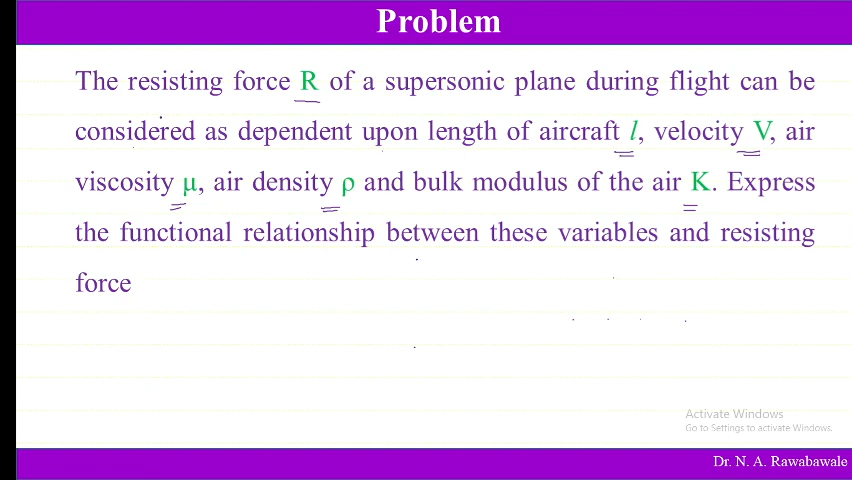 Problem
The resisting force R of a supersonic plane during flight can be
considered as dependent upon length of aircraft l, velocity V, air
viscosity μ, air density ρ and bulk modulus of the air K. Express
the functional relationship between these variables and resisting
force
Activate Windows
Go to Settings to activate Windows.
Dr. N. A. Rawabawale